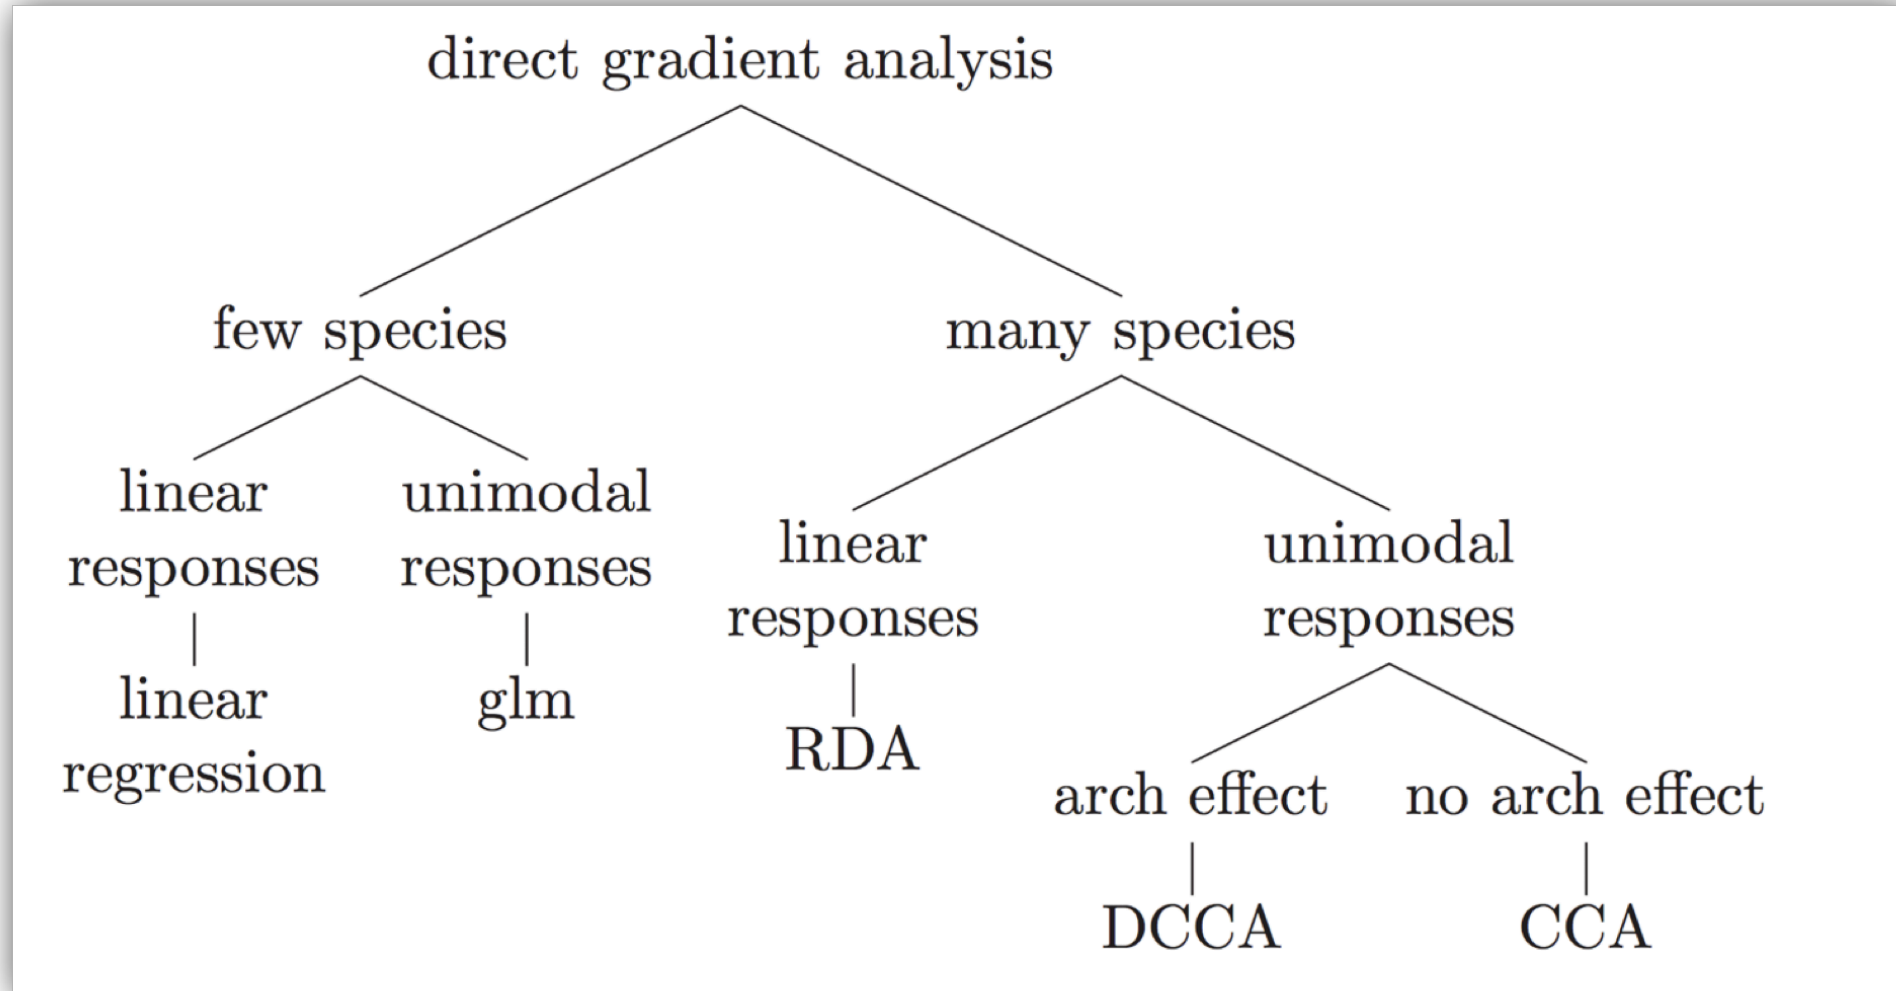 direct gradient analysis
few species
many species
linear
responses
unimodal
responses
linear
responses
unimodal
responses
linear
regression
glm
RDA
arch effect
no arch effect
DCCA
CCA